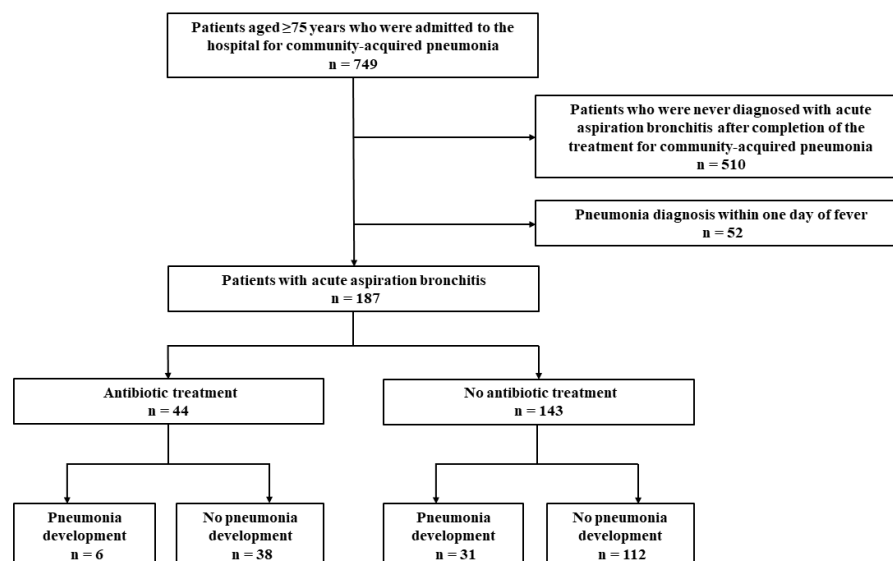 Patients aged ≥75 years who were admitted to the
hospital for community-acquired pneumonia
n = 749
Patients who were never diagnosed with acute
aspiration bronchitis after completion of the
treatment for community-acquired pneumonia
n = 510
Pneumonia diagnosis within one day of fever
n = 52
Patients with acute aspiration bronchitis
n = 187
Antibiotic treatment
n = 44
No antibiotic treatment
n = 143
Pneumonia
development
n = 6
No pneumonia
development
n = 38
Pneumonia
development
n = 31
No pneumonia
development
n = 112